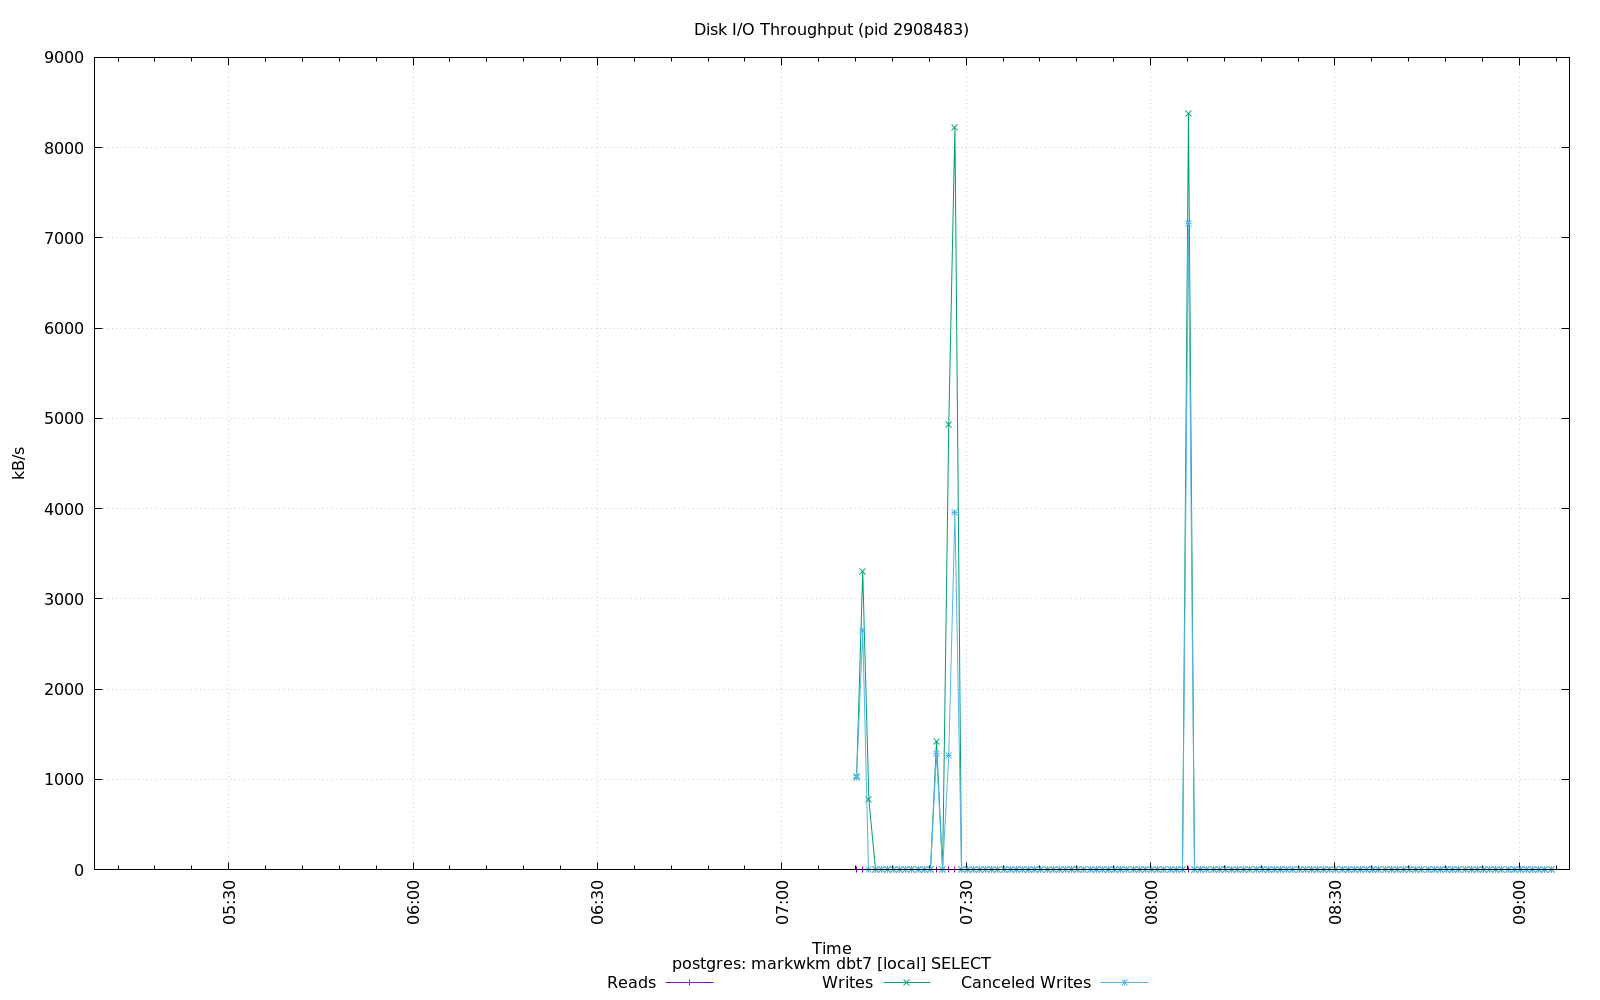 Disk I/O Throughput (pid 2908483)
9000
8000
7000
6000
5000
4000
3000
2000
1000
0
kB/s
05:30 06:00 06:30 07:00 07:30 08:00 08:30 09:00
Time
postgres: markwkm dbt7 [local] SELECT
Reads Writes Canceled Writes